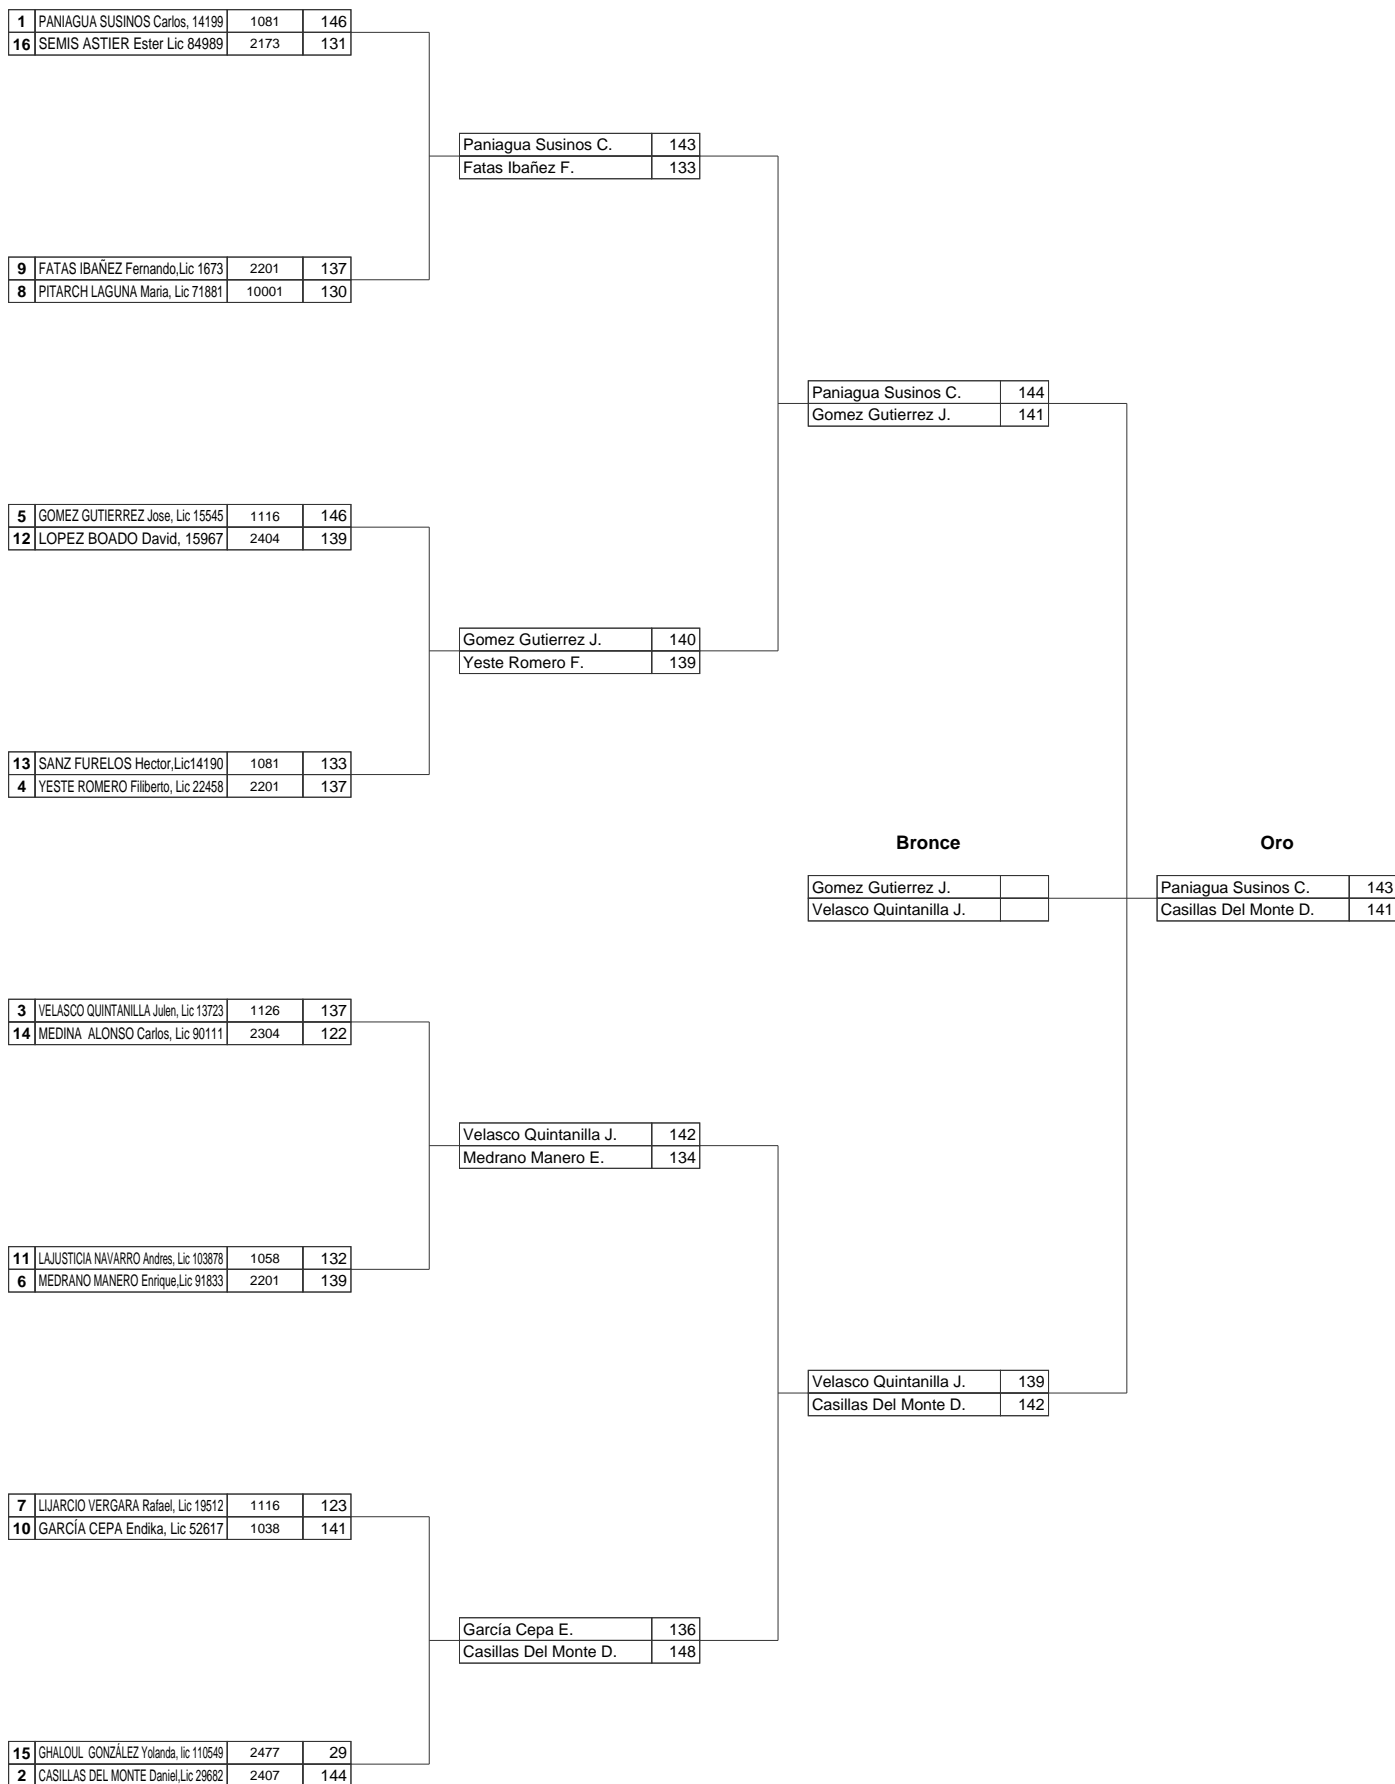 1 PANIAGUA SUSINOS Carlos, 14199 1081 146
16 SEMIS ASTIER Ester Lic 84989 2173 131
Paniagua Susinos C. 143
Fatas Ibañez F. 133
9 FATAS IBAÑEZ Fernando,Lic 1673 2201 137
8 PITARCH LAGUNA Maria, Lic 71881 10001 130
Paniagua Susinos C. 144
Gomez Gutierrez J. 141
5 GOMEZ GUTIERREZ Jose, Lic 15545 1116 146
12 LOPEZ BOADO David, 15967 2404 139
Gomez Gutierrez J. 140
Yeste Romero F. 139
13 SANZ FURELOS Hector,Lic14190 1081 133
4 YESTE ROMERO Filiberto, Lic 22458 2201 137
Bronce Oro
Gomez Gutierrez J. Paniagua Susinos C. 143
Velasco Quintanilla J. Casillas Del Monte D. 141
3 VELASCO QUINTANILLA Julen, Lic 13723 1126 137
14 MEDINA ALONSO Carlos, Lic 90111 2304 122
Velasco Quintanilla J. 142
Medrano Manero E. 134
11 LAJUSTICIA NAVARRO Andres, Lic 103878 1058 132
6 MEDRANO MANERO Enrique,Lic 91833 2201 139
Velasco Quintanilla J. 139
Casillas Del Monte D. 142
7 LIJARCIO VERGARA Rafael, Lic 19512 1116 123
10 GARCÍA CEPA Endika, Lic 52617 1038 141
García Cepa E. 136
Casillas Del Monte D. 148
15 GHALOUL GONZÁLEZ Yolanda, lic 110549 2477 29
2 CASILLAS DEL MONTE Daniel,Lic 29682 2407 144